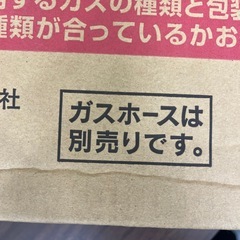 するガスの種類と包装
種類が合っているかお
社
ガスホースは
別売りです。